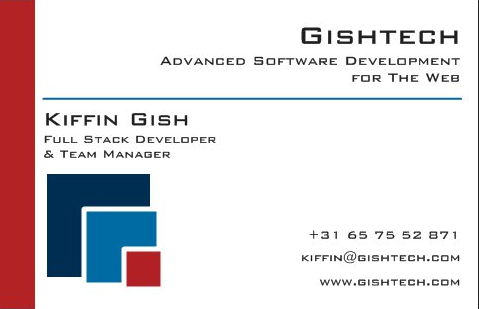 Gishtech
Advanced Software Development
for The Web
Kiffin Gish
Full Stack Developer
& Team Manager
+31 65 75 52 871
kiffin@gishtech.com
www.gishtech.com